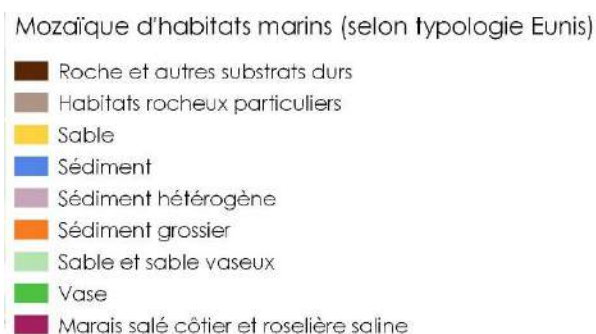 Mozaïque d'habitats marins (selon typologie Eunis)
Roche et autres substrats durs
Habitats rocheux particuliers
Sable
Sédiment
Sédiment hétérogène
Sédiment grossier
Sable et sable vaseux
Vase
Marais salé côtier et roselière saline